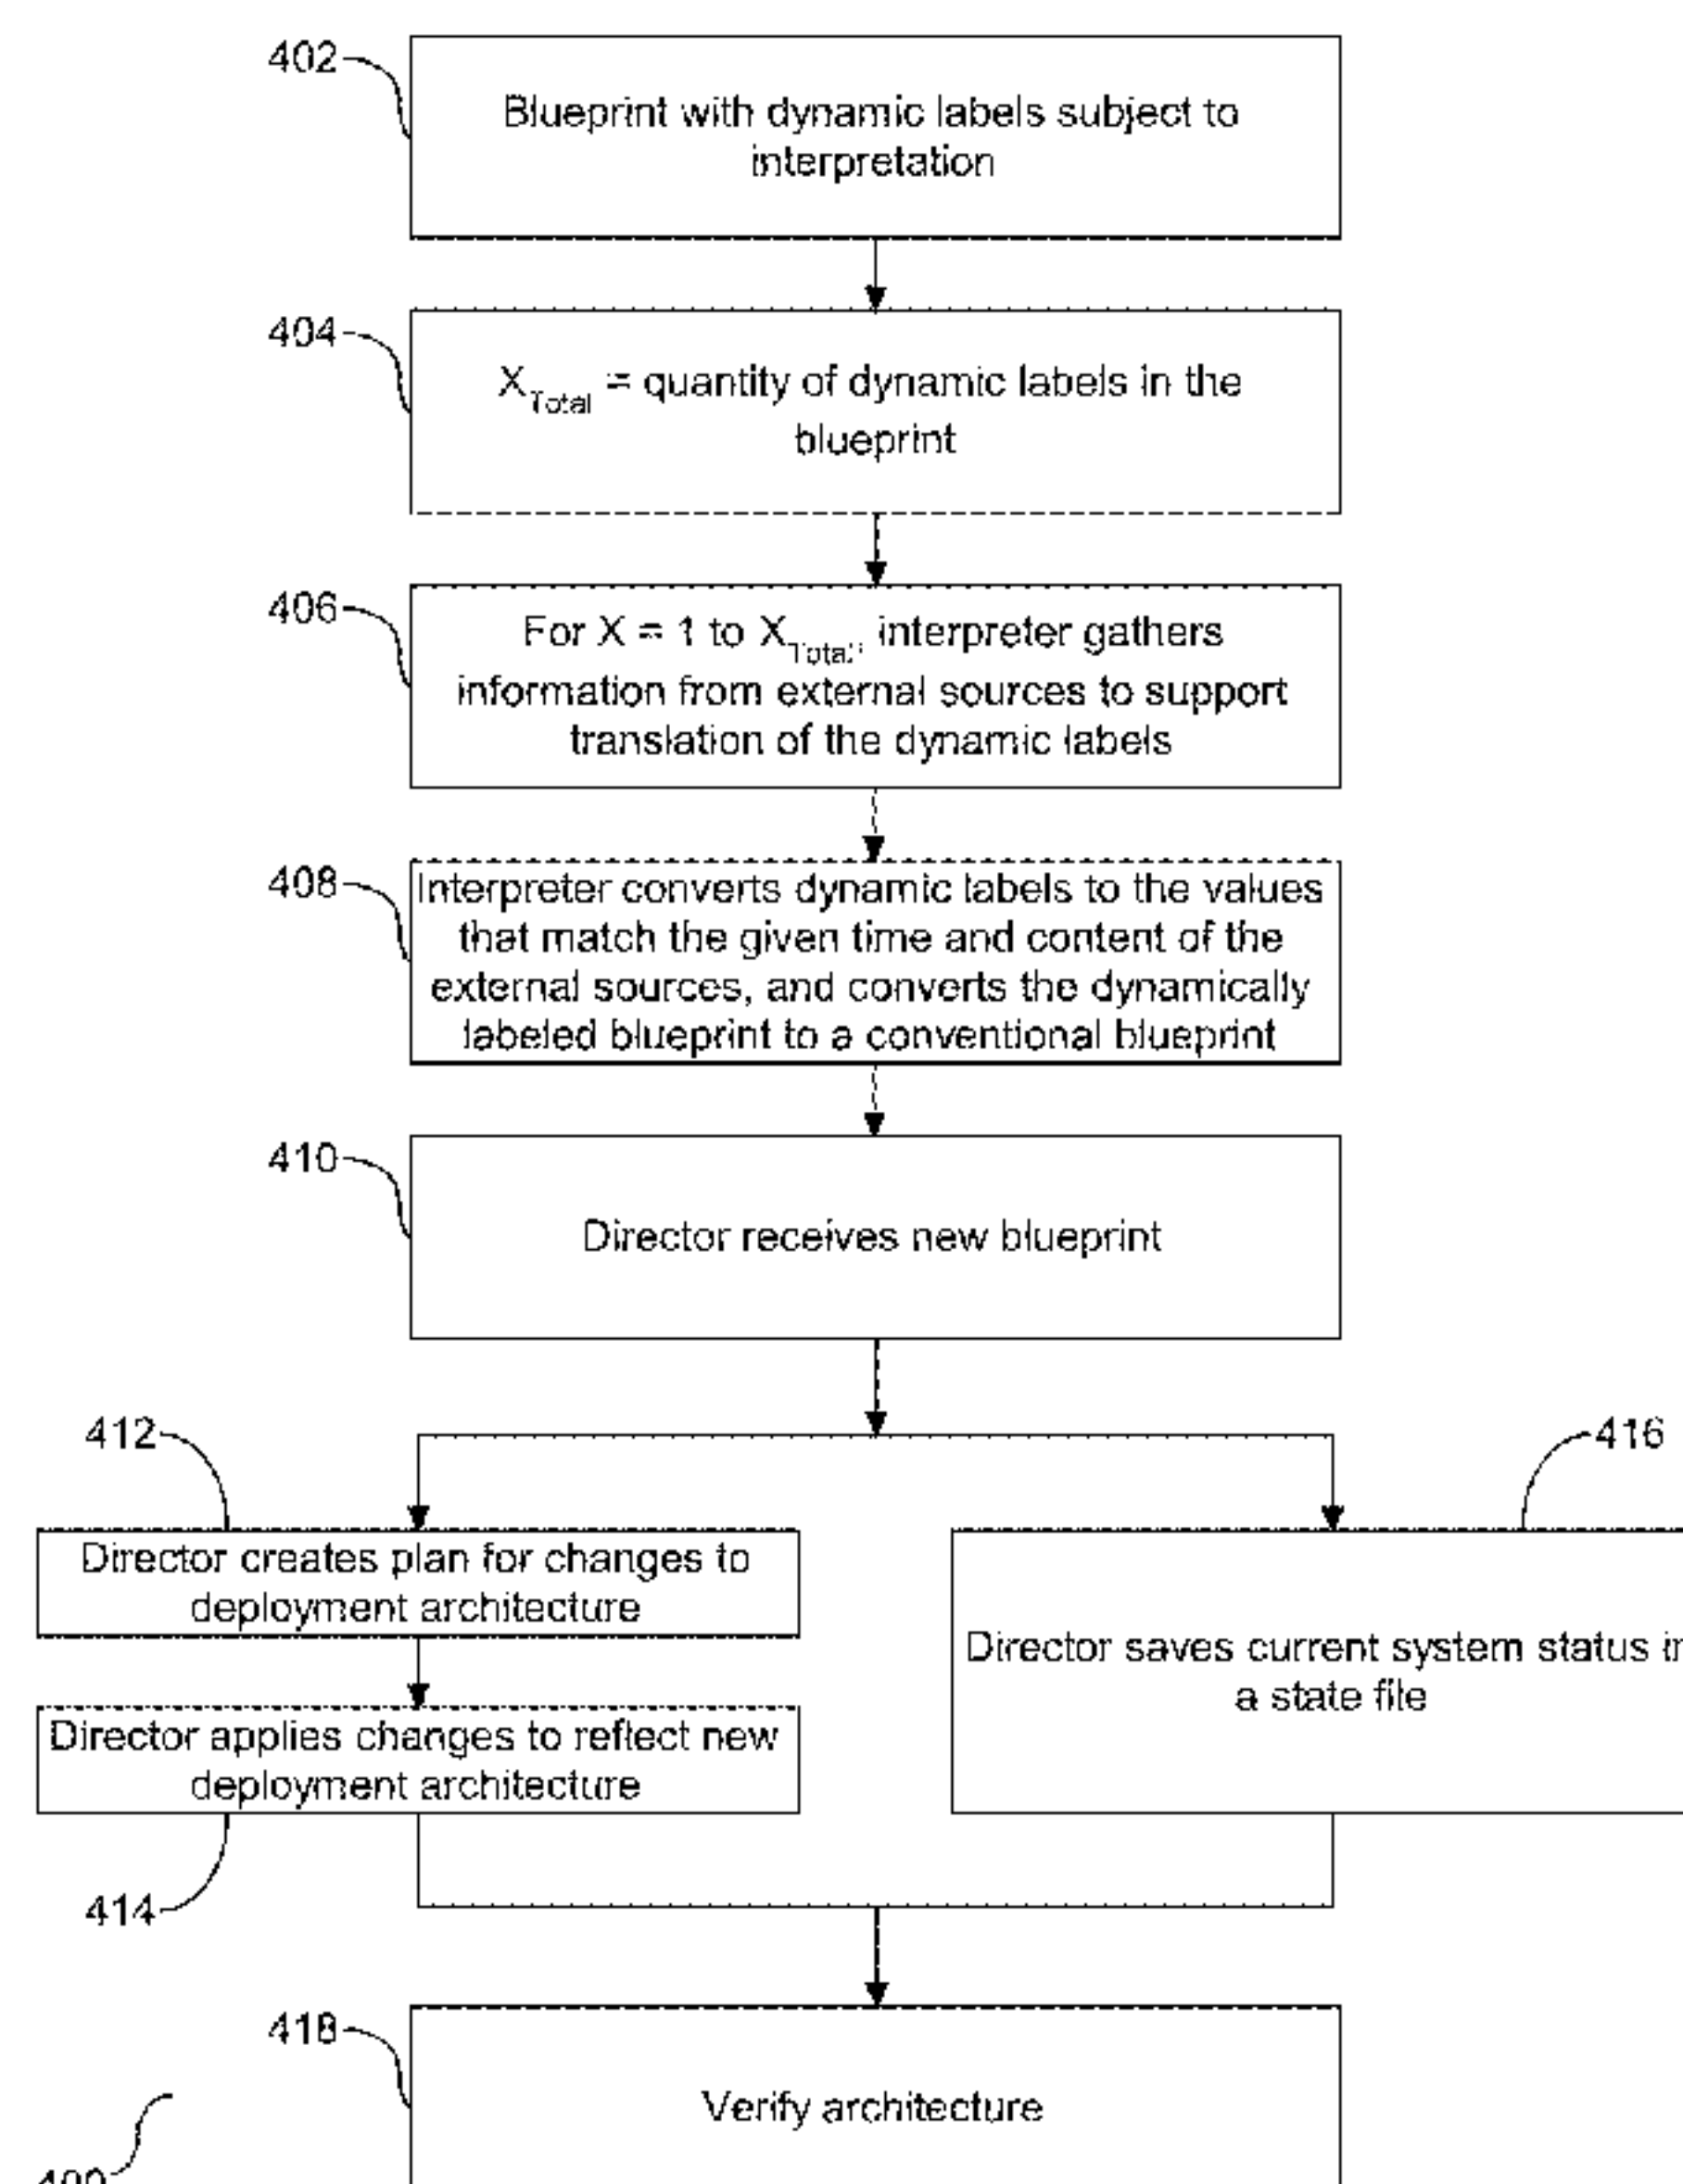 402
Blueprint with dynamic labels subject to
interpretation
404
X_Total = quantity of dynamic labels in the
blueprint
406
For X = 1 to X_Total, interpreter gathers
information from external sources to support
translation of the dynamic labels
408
Interpreter converts dynamic labels to the values
that match the given time and content of the
external sources, and converts the dynamically
labeled blueprint to a conventional blueprint
410
Director receives new blueprint
412
416
Director creates plan for changes to
deployment architecture
Director saves current system status
a state file
Director applies changes to reflect new
deployment architecture
414
418
Verify architecture